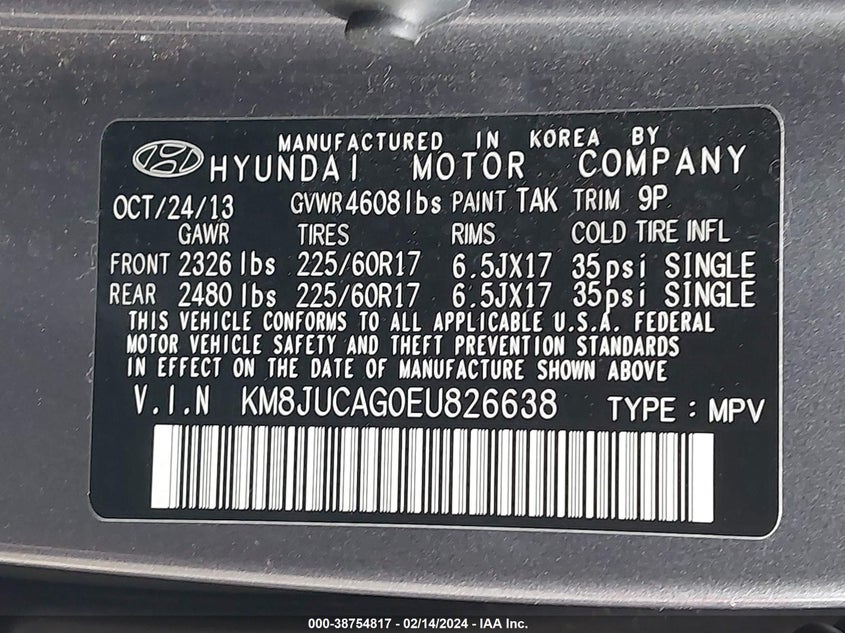 MANUFACTURED IN KOREA BY
HYUNDAI MOTOR COMPANY
OCT/24/13 GVWR 4608lbs PAINT TAK TRIM 9P
GAWR TIRES RIMS COLD TIRE INFL
FRONT 2326 lbs 225/60R17 6.5JX17 35psi SINGLE
REAR 2480 lbs 225/60R17 6.5JX17 35psi SINGLE
THIS VEHICLE CONFORMS TO ALL APPLICABLE U.S.A. FEDERAL
MOTOR VEHICLE SAFETY AND THEFT PREVENTION STANDARDS
IN EFFECT ON THE DATE OF MANUFACTURE SHOWN ABOVE
V.I.N KM8JUCAG0EU826638 TYPE : MPV
000-38754817 - 02/14/2024 - IAA Inc.